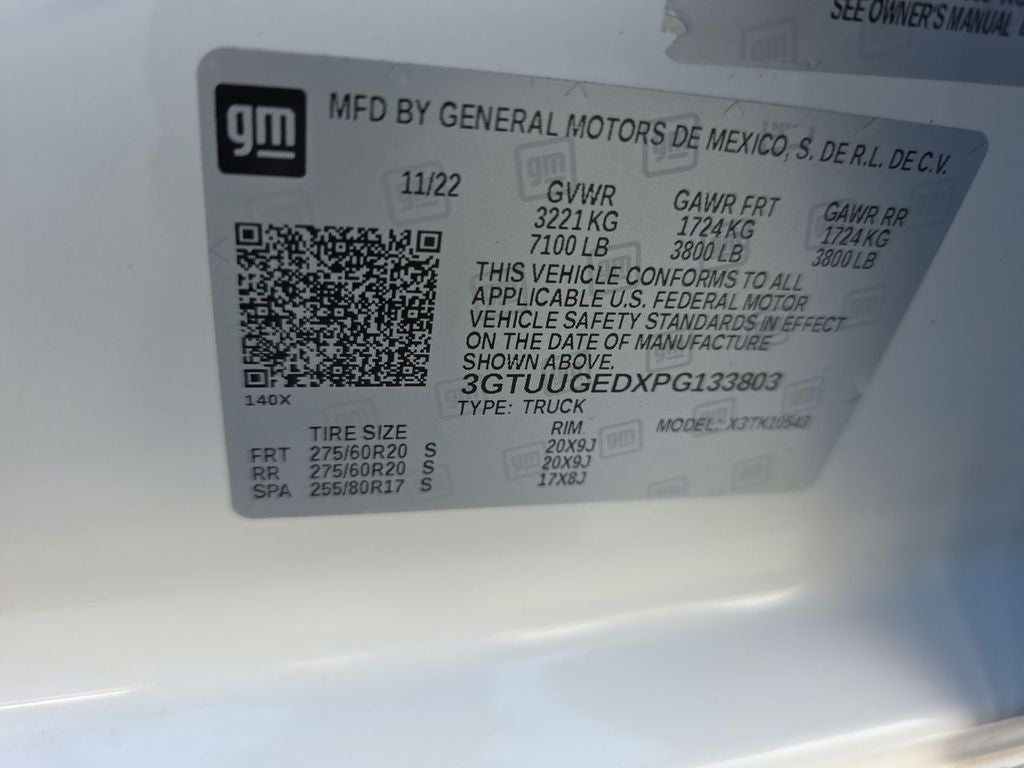 SEE OWNER'S MANUAL
gm
MFD BY GENERAL MOTORS DE MEXICO, S. DE R.L. DE C.V.
11/22 GVWR GAWR FRT GAWR RR
3221 KG 1724 KG 1724 KG
7100 LB 3800 LB 3800 LB
THIS VEHICLE CONFORMS TO ALL
APPLICABLE U.S. FEDERAL MOTOR
VEHICLE SAFETY STANDARDS IN EFFECT
ON THE DATE OF MANUFACTURE
SHOWN ABOVE.
3GTUUGEDXPG133803
140X
TYPE: TRUCK
MODEL: X3TK10543
TIRE SIZE RIM
FRT 275/60R20 S 20X9J
RR 275/60R20 S 20X9J
SPA 255/80R17 S 17X8J